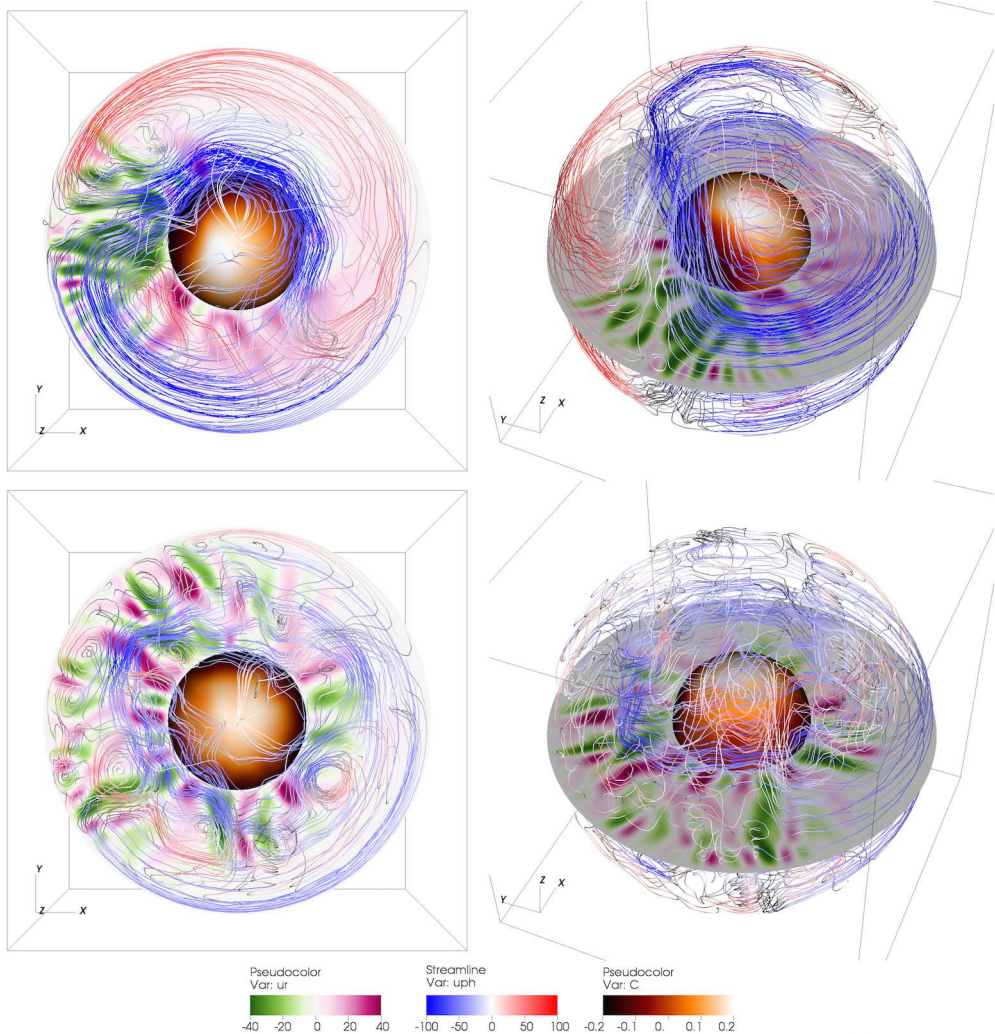 Y
Z X
Z
Y X
Y
Z X
Z
Y X
Pseudocolor
Var: ur
-40 -20 0 20 40
Streamline
Var: uph
-100 -50 0 50 100
Pseudocolor
Var: C
-0.2 -0.1 0.1 0.2